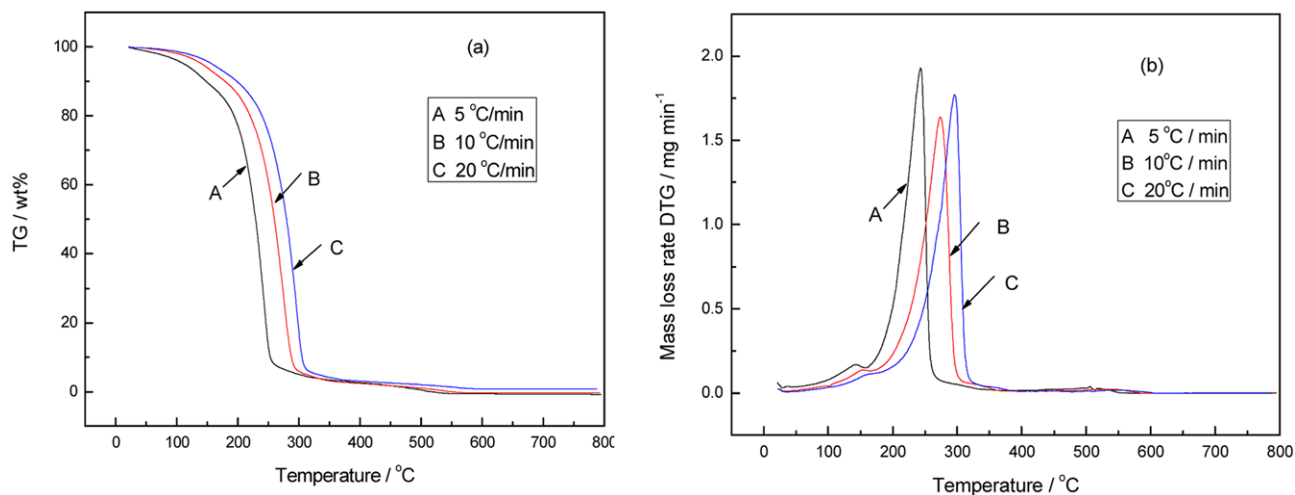 (a)
100
80
60
40
20
0
TG / wt%
A 5 °C/min
B 10 °C/min
C 20 °C/min
A
B
C
0 100 200 300 400 500 600 700 800
Temperature / °C
(b)
2.0
1.5
1.0
0.5
0.0
Mass loss rate DTG / mg min⁻¹
A 5°C / min
B 10°C / min
C 20°C / min
A
B
C
0 100 200 300 400 500 600 700 800
Temperature / °C